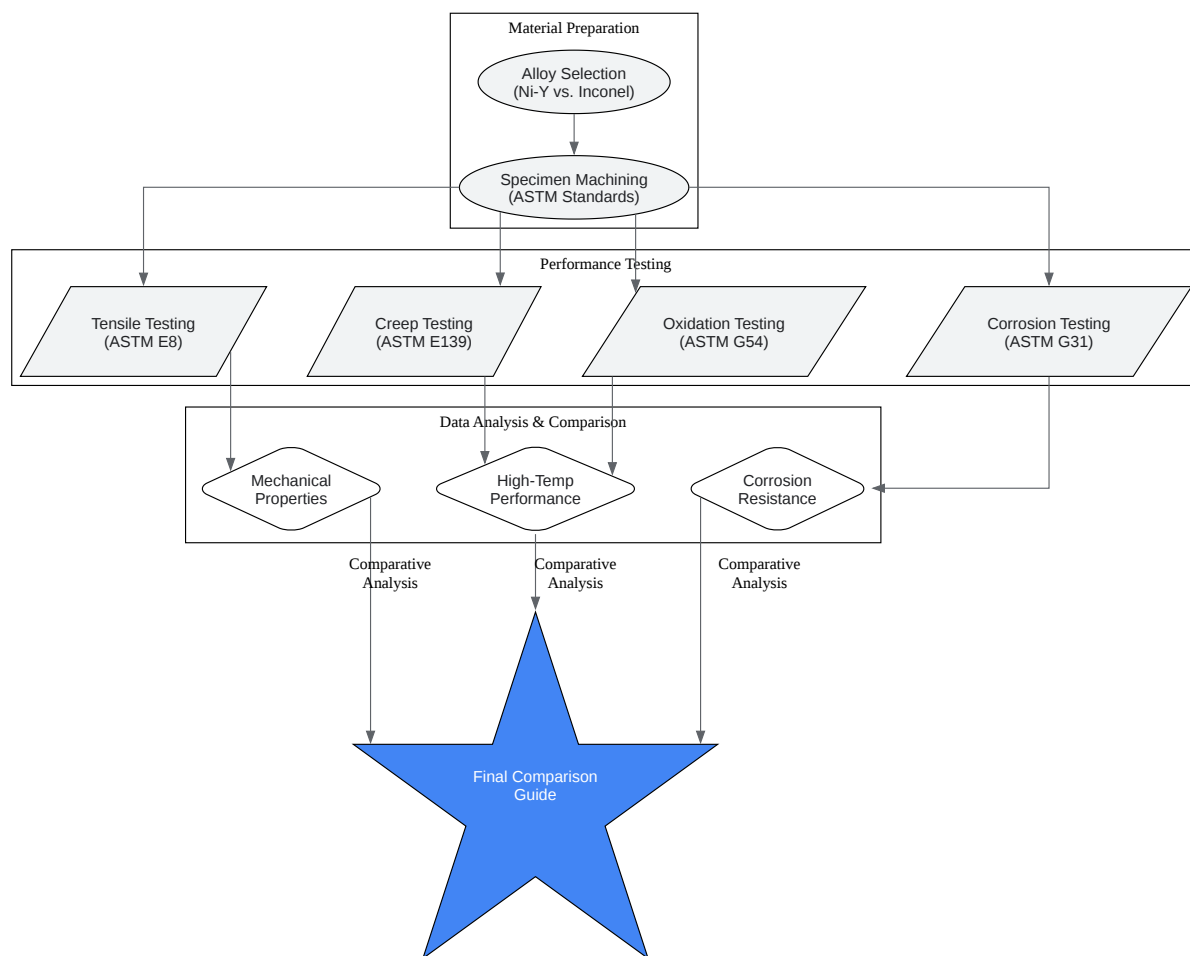 Material Preparation
Alloy Selection
(Ni-Y vs. Inconel)
Specimen Machining
(ASTM Standards)
Performance Testing
Tensile Testing
(ASTM E8)
Creep Testing
(ASTM E139)
Oxidation Testing
(ASTM G54)
Corrosion Testing
(ASTM G31)
Data Analysis & Comparison
Mechanical
Properties
High-Temp
Performance
Corrosion
Resistance
Comparative
Analysis
Comparative
Analysis
Comparative
Analysis
Final Comparison
Guide